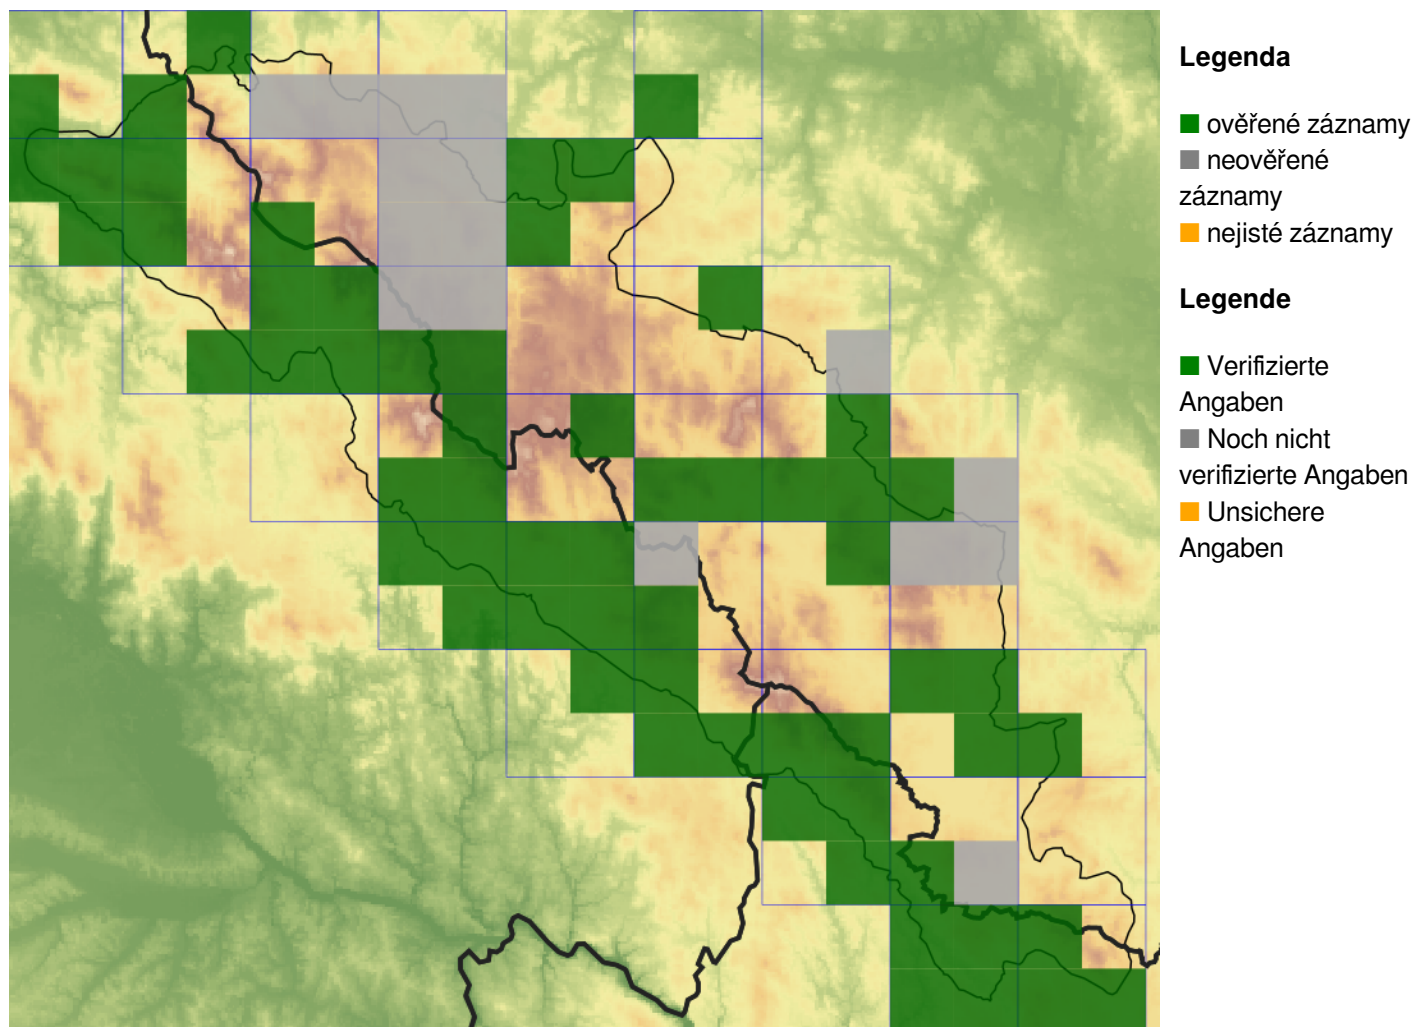 Legenda
ověřené záznamy
neověřené
záznamy
nejisté záznamy
Legende
Verifizierte
Angaben
Noch nicht
verifizierte Angaben
Unsichere
Angaben